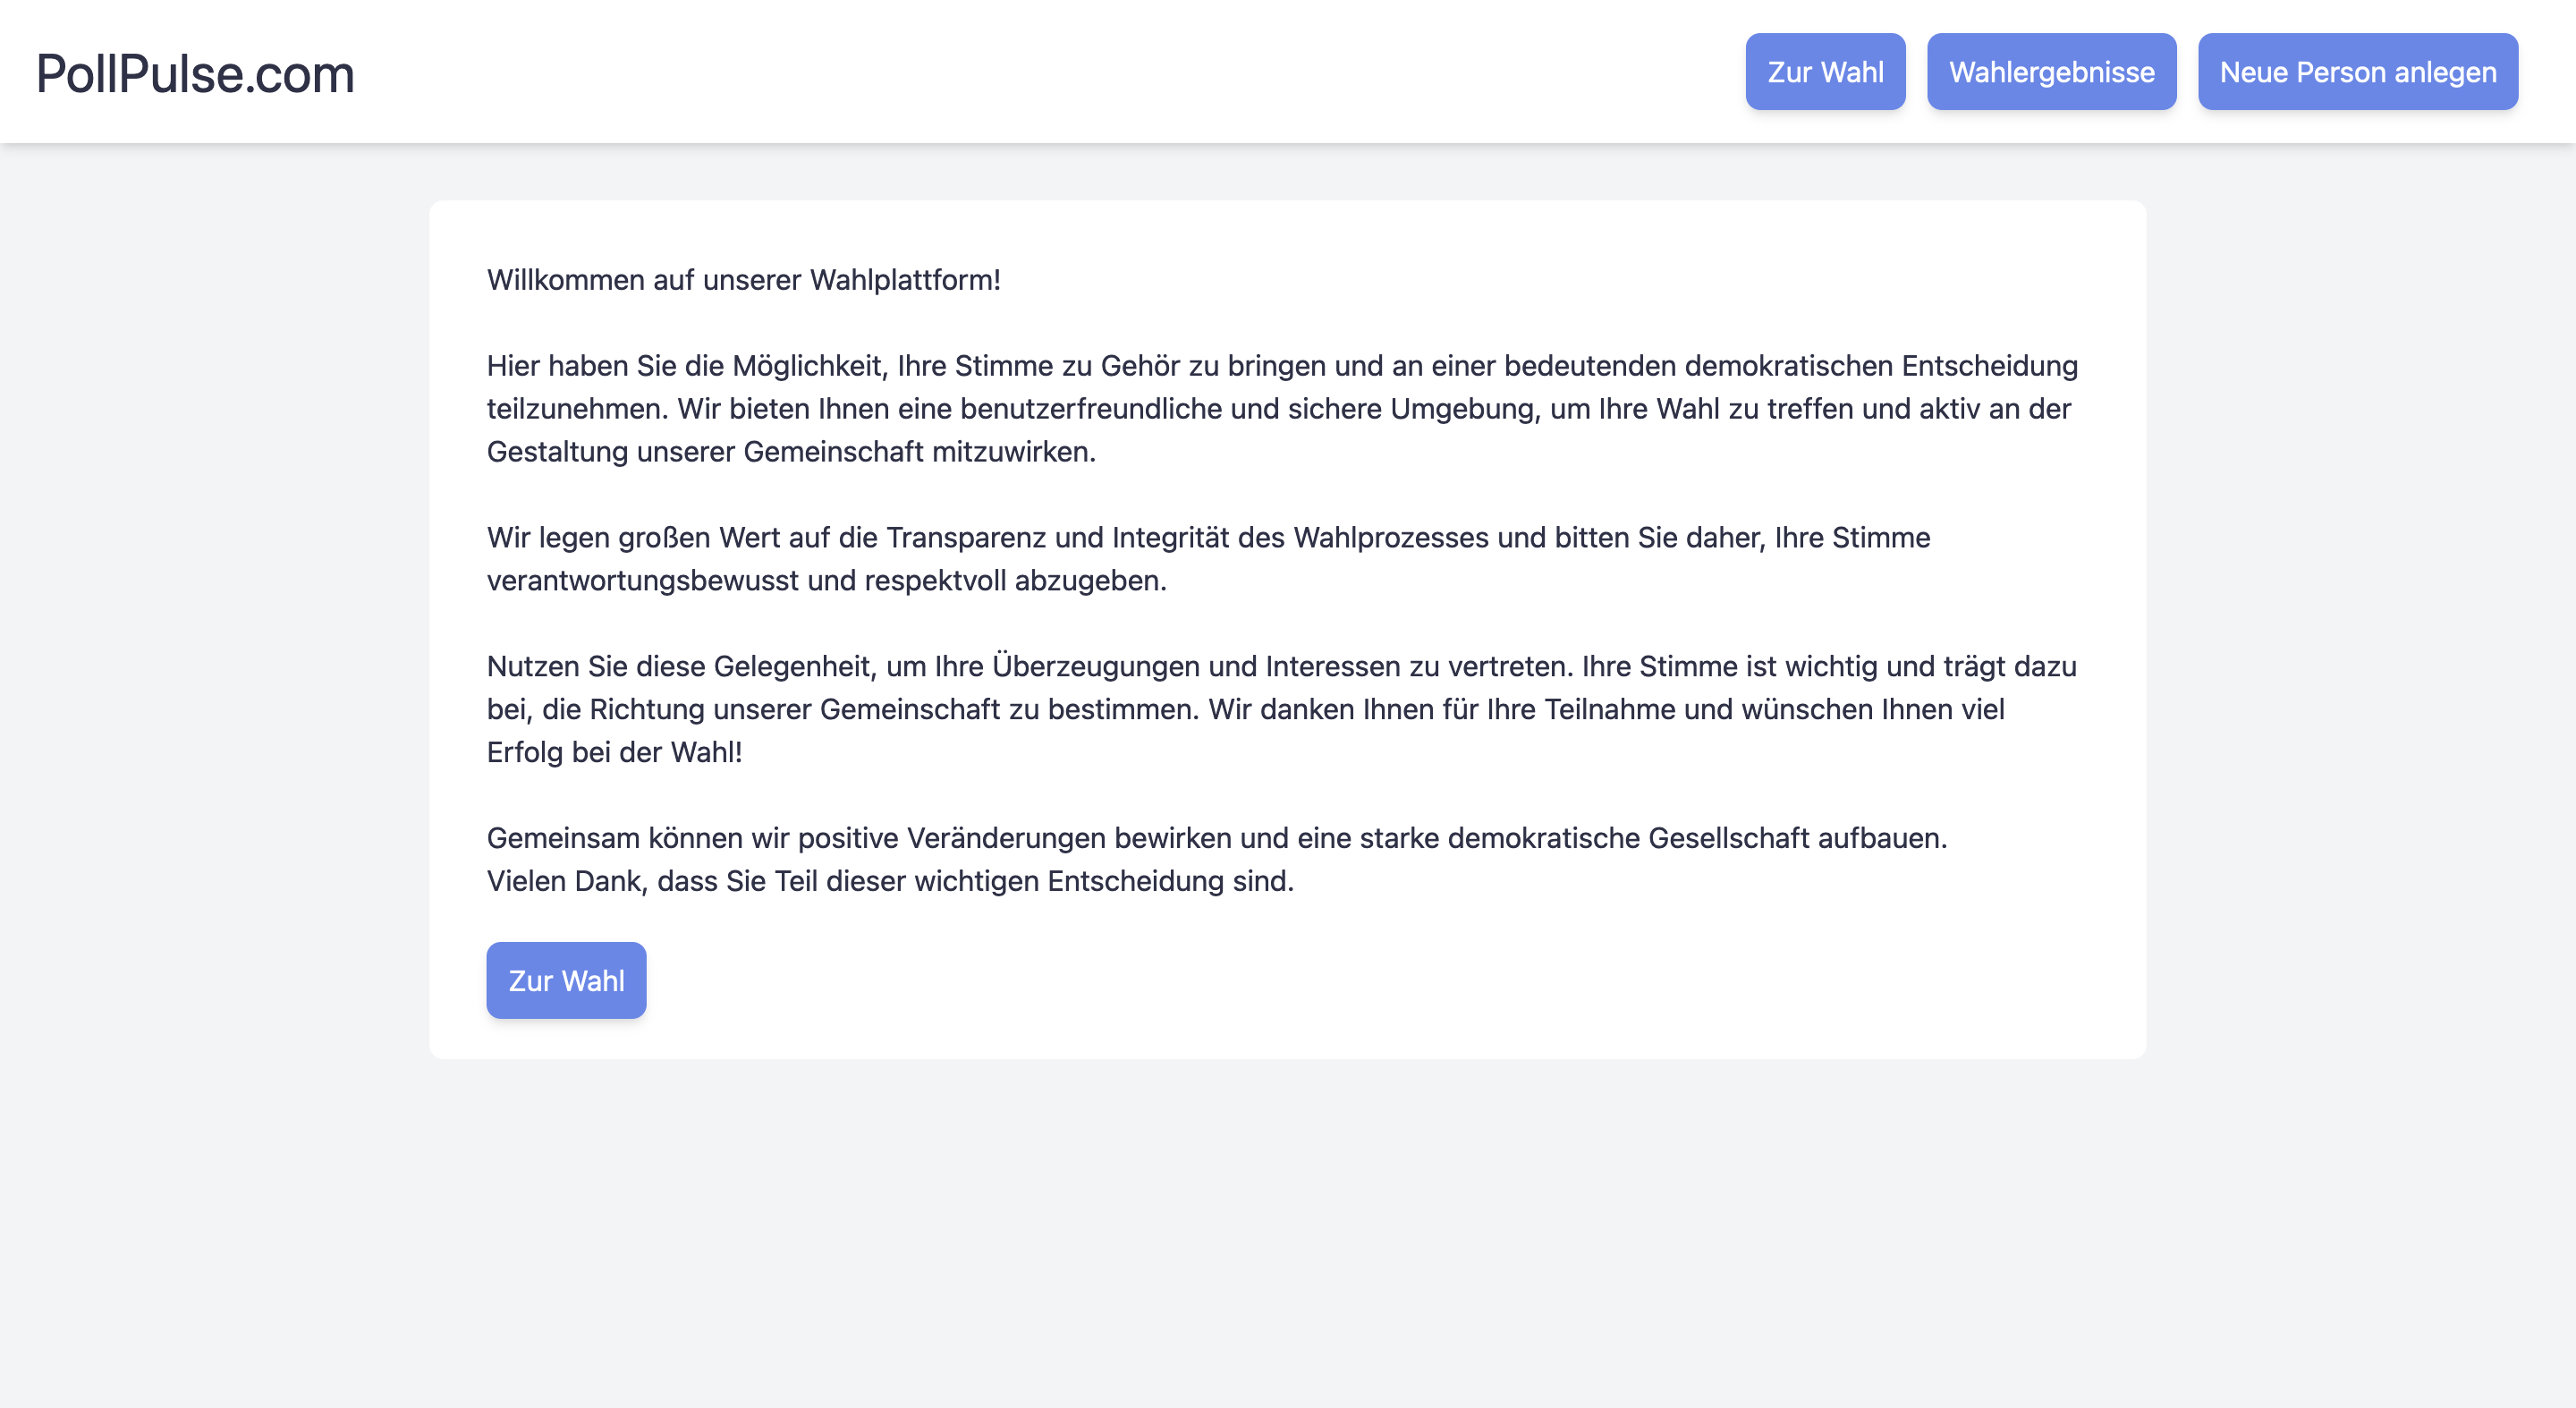 PollPulse.com
Zur Wahl
Wahlergebnisse
Neue Person anlegen
Willkommen auf unserer Wahlplattform!
Hier haben Sie die Möglichkeit, Ihre Stimme zu Gehör zu bringen und an einer bedeutenden demokratischen Entscheidung
teilzunehmen. Wir bieten Ihnen eine benutzerfreundliche und sichere Umgebung, um Ihre Wahl zu treffen und aktiv an der
Gestaltung unserer Gemeinschaft mitzuwirken.
Wir legen großen Wert auf die Transparenz und Integrität des Wahlprozesses und bitten Sie daher, Ihre Stimme
verantwortungsbewusst und respektvoll abzugeben.
Nutzen Sie diese Gelegenheit, um Ihre Überzeugungen und Interessen zu vertreten. Ihre Stimme ist wichtig und trägt dazu
bei, die Richtung unserer Gemeinschaft zu bestimmen. Wir danken Ihnen für Ihre Teilnahme und wünschen Ihnen viel
Erfolg bei der Wahl!
Gemeinsam können wir positive Veränderungen bewirken und eine starke demokratische Gesellschaft aufbauen.
Vielen Dank, dass Sie Teil dieser wichtigen Entscheidung sind.
Zur Wahl